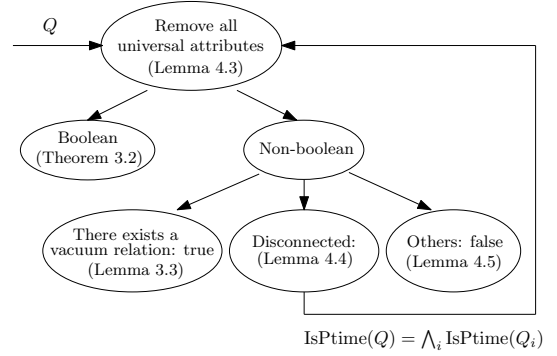 Q
Remove all
universal attributes
(Lemma 4.3)
Boolean
(Theorem 3.2)
Non-boolean
There exists a
vacuum relation: true
(Lemma 3.3)
Disconnected:
(Lemma 4.4)
Others: false
(Lemma 4.5)
IsPtime(Q) = ⋀ᵢ IsPtime(Qᵢ)